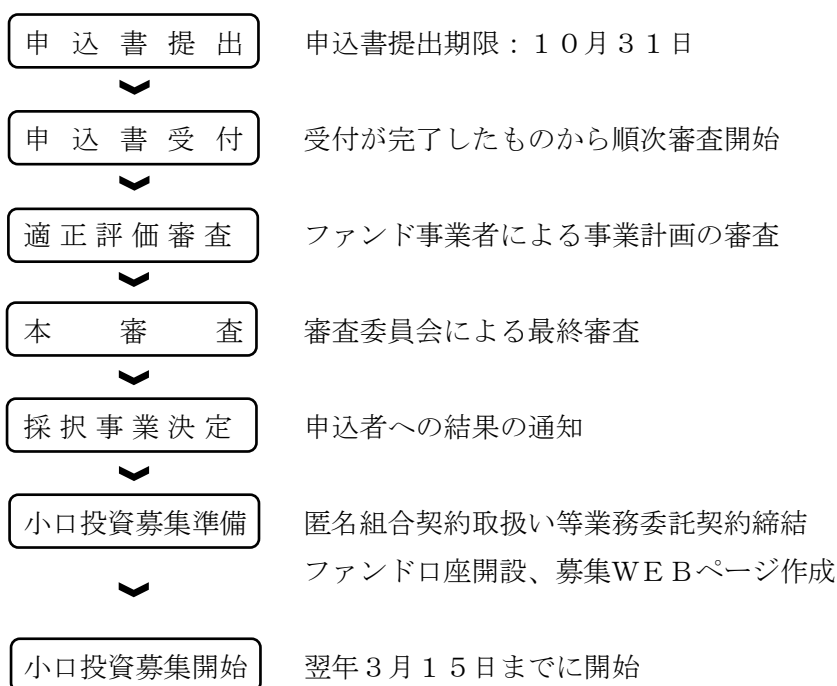 申込書提出 申込書提出期限：１０月３１日
申込書受付 受付が完了したものから順次審査開始
適正評価審査 ファンド事業者による事業計画の審査
本審査 審査委員会による最終審査
採択事業決定 申込者への結果の通知
小口投資募集準備 匿名組合契約取扱い等業務委託契約締結
ファンド口座開設、募集ＷＥＢページ作成
小口投資募集開始 翌年３月１５日までに開始